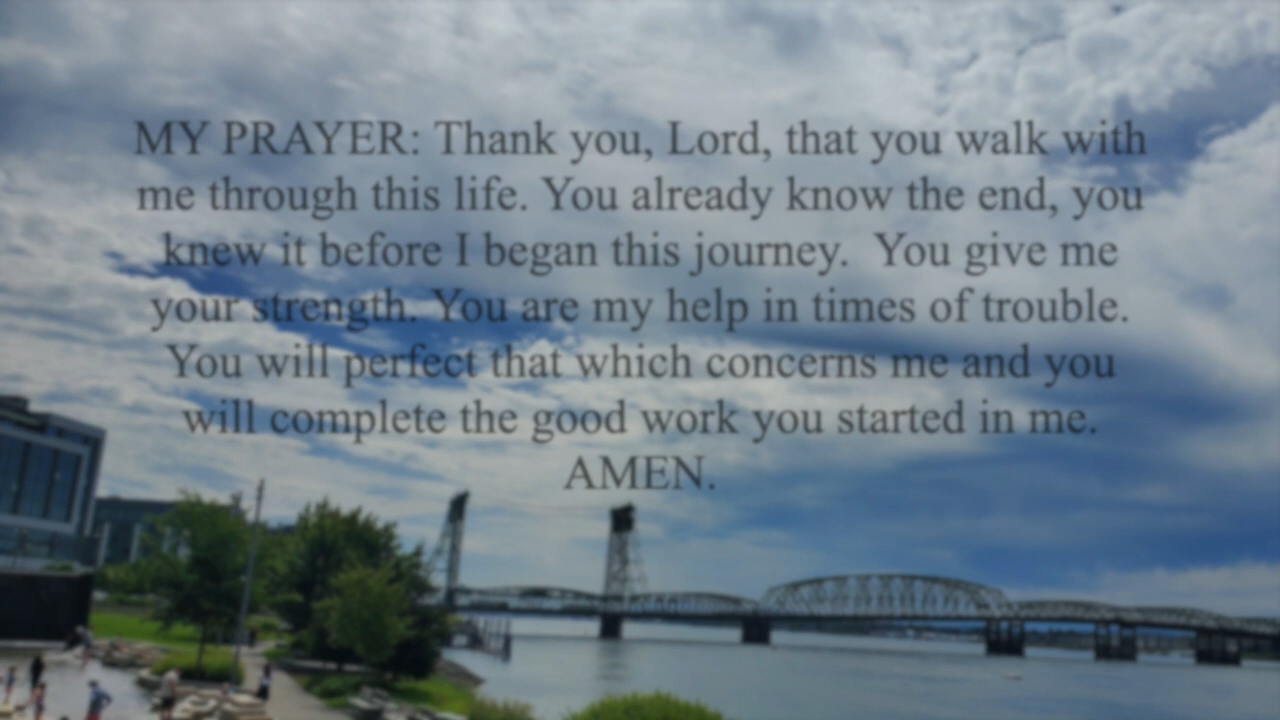 MY PRAYER: Thank you, Lord, that you walk with
me through this life. You already know the end, you
knew it before I began this journey.  You give me
your strength. You are my help in times of trouble.
You will perfect that which concerns me and you
will complete the good work you started in me.
AMEN.